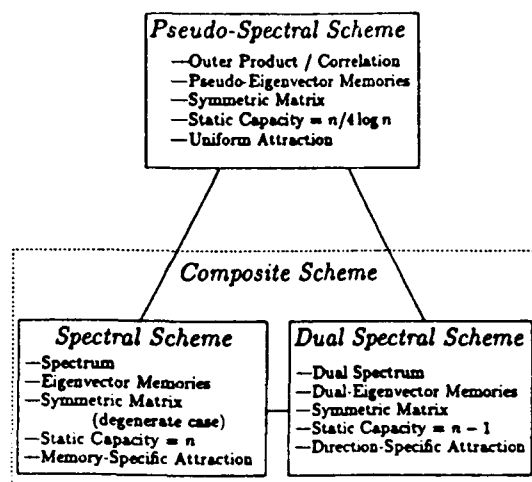 Pseudo-Spectral Scheme
—Outer Product / Correlation
—Pseudo-Eigenvector Memories
—Symmetric Matrix
—Static Capacity = n/4 log n
—Uniform Attraction
Composite Scheme
Spectral Scheme
—Spectrum
—Eigenvector Memories
—Symmetric Matrix
(degenerate case)
—Static Capacity = n
—Memory-Specific Attraction
Dual Spectral Scheme
—Dual Spectrum
—Dual-Eigenvector Memories
—Symmetric Matrix
—Static Capacity = n − 1
—Direction-Specific Attraction